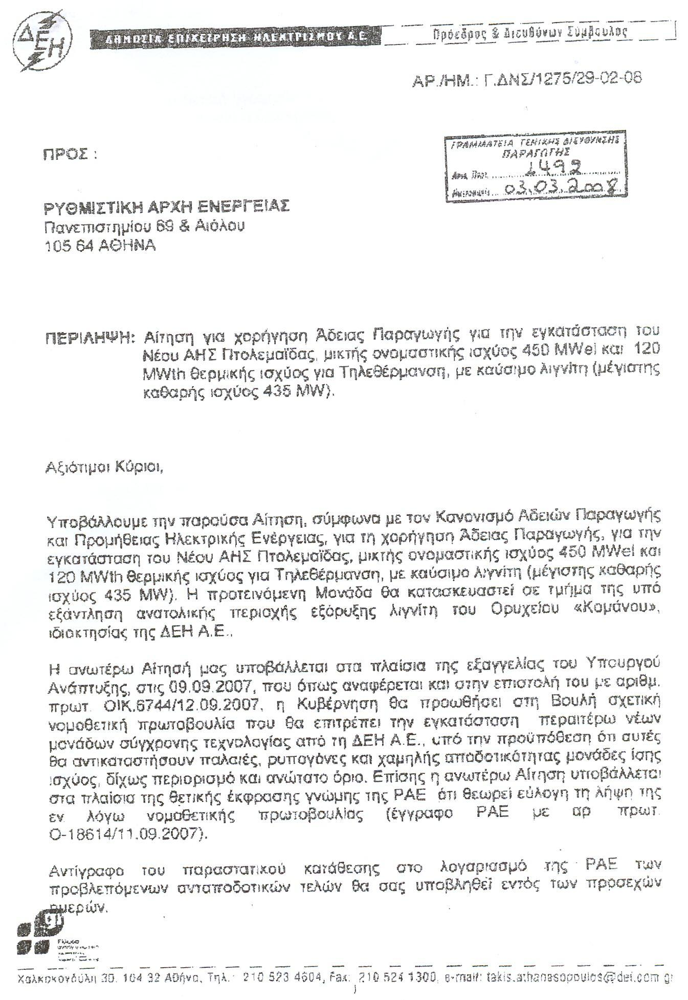 ΔΕΗ
ΔΗΜΟΣΙΑ ΕΠΙΧΕΙΡΗΣΗ ΗΛΕΚΤΡΙΣΜΟΥ Α.Ε.
Πρόεδρος & Διευθύνων Σύμβουλος
ΑΡ./ΗΜ.: Γ.ΔΝΣ/1275/29-02-08
ΓΡΑΜΜΑΤΕΙΑ ΓΕΝΙΚΗΣ ΔΙΕΥΘΥΝΣΗΣ
ΠΑΡΑΓΩΓΗΣ
Αριθ. Πρωτ. 1492
Ημερομηνία 03.03.2008
ΠΡΟΣ :
ΡΥΘΜΙΣΤΙΚΗ ΑΡΧΗ ΕΝΕΡΓΕΙΑΣ
Πανεπιστημίου 69 & Αιόλου
105 64 ΑΘΗΝΑ
ΠΕΡΙΛΗΨΗ: Αίτηση για χορήγηση Άδειας Παραγωγής για την εγκατάσταση του
Νέου ΑΗΣ Πτολεμαΐδας, μικτής ονομαστικής ισχύος 450 MWel και 120
MWth θερμικής ισχύος για Τηλεθέρμανση, με καύσιμο λιγνίτη (μέγιστης
καθαρής ισχύος 435 MW).
Αξιότιμοι Κύριοι,
Υποβάλλουμε την παρούσα Αίτηση, σύμφωνα με τον Κανονισμό Αδειών Παραγωγής
και Προμήθειας Ηλεκτρικής Ενέργειας, για τη χορήγηση Άδειας Παραγωγής, για την
εγκατάσταση του Νέου ΑΗΣ Πτολεμαΐδας, μικτής ονομαστικής ισχύος 450 MWel και
120 MWth θερμικής ισχύος για Τηλεθέρμανση, με καύσιμο λιγνίτη (μέγιστης καθαρής
ισχύος 435 MW). Η προτεινόμενη Μονάδα θα κατασκευαστεί σε τμήμα της υπό
εξάντληση ανατολικής περιοχής εξόρυξης λιγνίτη του Ορυχείου «Κομάνου»,
ιδιοκτησίας της ΔΕΗ Α.Ε..
Η ανωτέρω Αίτησή μας υποβάλλεται στα πλαίσια της εξαγγελίας του Υπουργού
Ανάπτυξης, στις 09.09.2007, που όπως αναφέρεται και στην επιστολή του με αριθμ.
πρωτ. ΟΙΚ.6744/12.09.2007, η Κυβέρνηση θα προωθήσει στη Βουλή σχετική
νομοθετική πρωτοβουλία που θα επιτρέπει την εγκατάσταση περαιτέρω νέων
μονάδων σύγχρονης τεχνολογίας από τη ΔΕΗ Α.Ε., υπό την προϋπόθεση ότι αυτές
θα αντικαταστήσουν παλαιές, ρυπογόνες και χαμηλής αποδοτικότητας μονάδες ίσης
ισχύος, δίχως περιορισμό και ανώτατο όριο. Επίσης η ανωτέρω Αίτηση υποβάλλεται
στα πλαίσια της θετικής έκφρασης γνώμης της ΡΑΕ ότι θεωρεί εύλογη τη λήψη της
εν λόγω νομοθετικής πρωτοβουλίας (έγγραφο ΡΑΕ με αρ πρωτ.
Ο-18614/11.09.2007).
Αντίγραφο του παραστατικού κατάθεσης στο λογαριασμό της ΡΑΕ των
προβλεπόμενων ανταποδοτικών τελών θα σας υποβληθεί εντός των προσεχών
ημερών.
gr
Χαλκοκονδύλη 30, 104 32 Αθήνα, Τηλ.: 210 523 4604, Fax: 210 524 1300, e-mail: takis.athanasopoulos@dei.com.gr